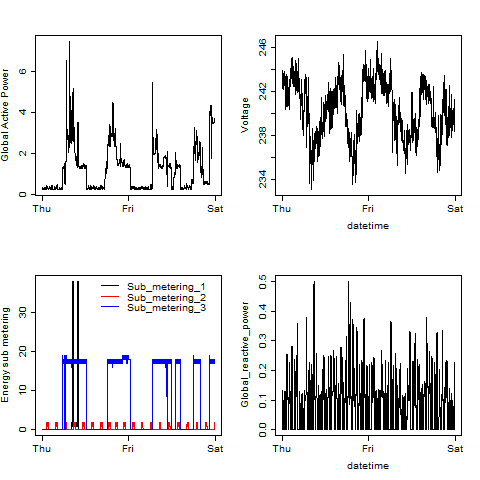 Global Active Power
6
4
2
0
Thu Fri Sat
Voltage
246
242
238
234
Thu Fri Sat
datetime
Energy sub metering
30
20
10
0
Sub_metering_1
Sub_metering_2
Sub_metering_3
Thu Fri Sat
Global_reactive_power
0.5
0.4
0.3
0.2
0.1
0.0
Thu Fri Sat
datetime